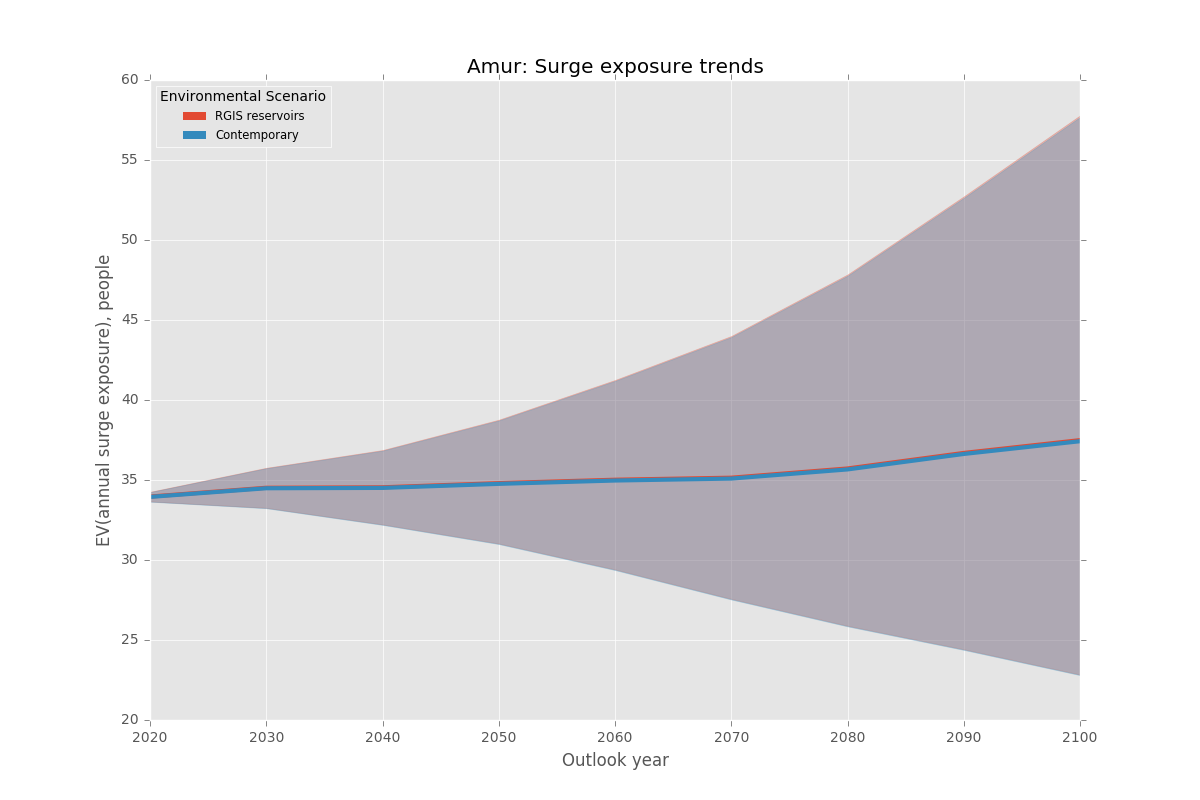 Amur: Surge exposure trends
Environmental Scenario
RGIS reservoirs
Contemporary
EV(annual surge exposure), people
60
55
50
45
40
35
30
25
20
2020 2030 2040 2050 2060 2070 2080 2090 2100
Outlook year